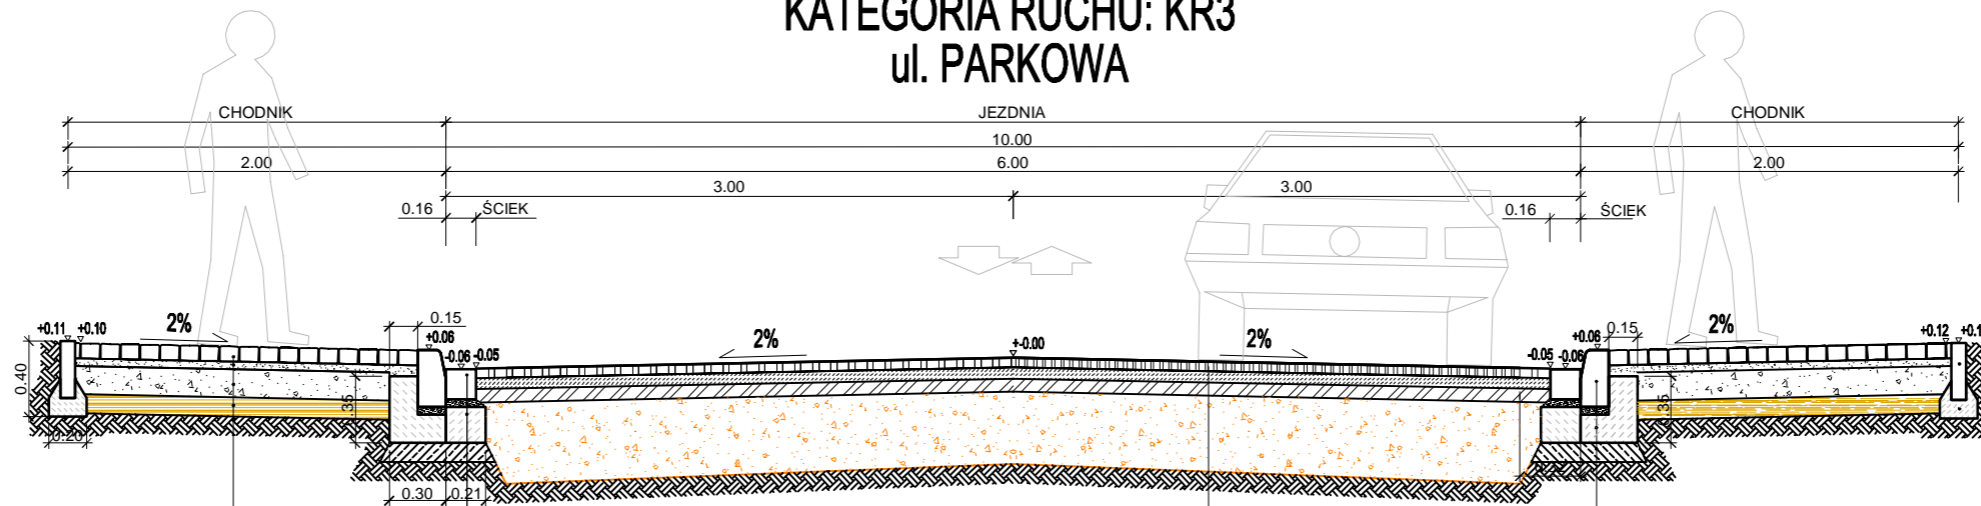 KATEGORIA RUCHU: KR3
ul. PARKOWA
CHODNIK JEZDNIA CHODNIK
10.00
2.00 6.00 2.00
3.00 3.00
0.16 ŚCIEK 0.16 ŚCIEK
+0.11 +0.10 2% 0.15 +0.06 -0.06 -0.05 2% +-0.00 2% -0.05 -0.06 +0.06 0.15 2% +0.12
0.40 0.20 0.30 0.21